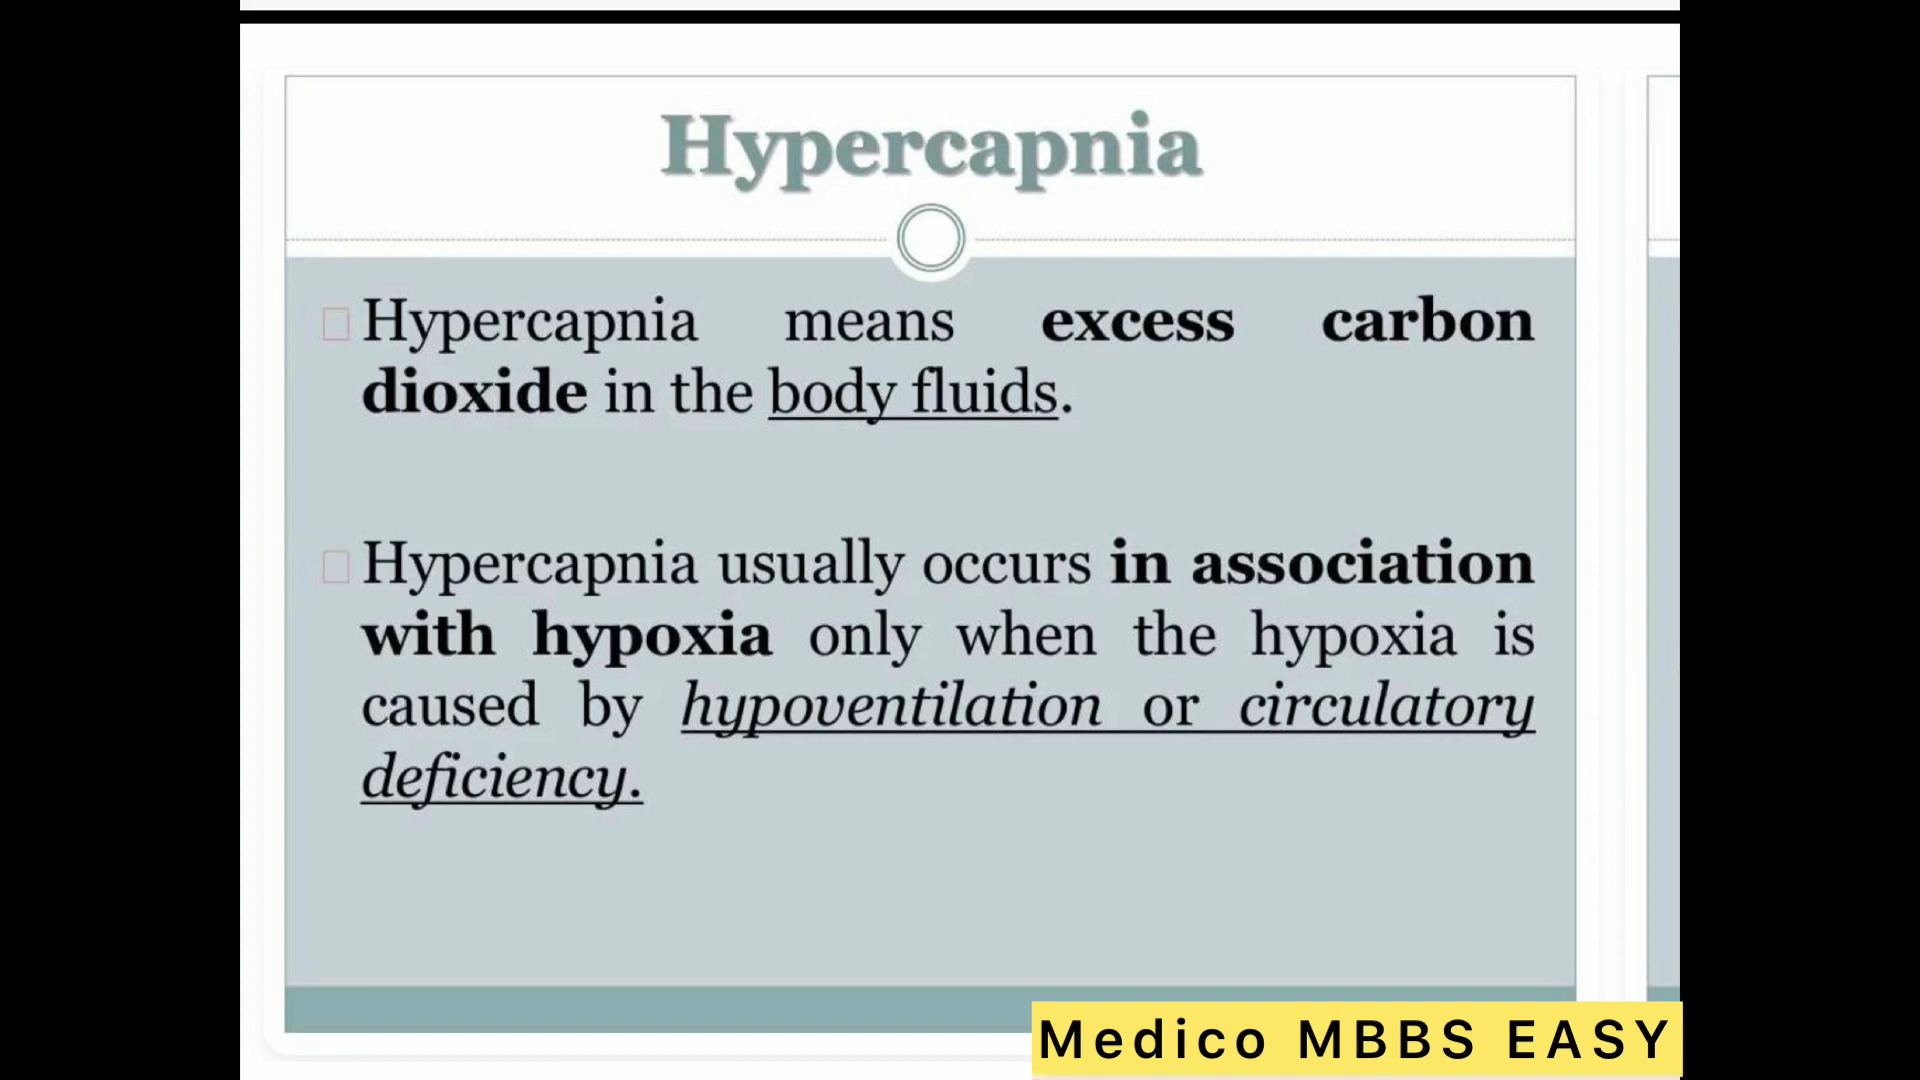 Hypercapnia
Hypercapnia means excess carbon
dioxide in the body fluids.
Hypercapnia usually occurs in association
with hypoxia only when the hypoxia is
caused by hypoventilation or circulatory
deficiency.
Medico MBBS EASY